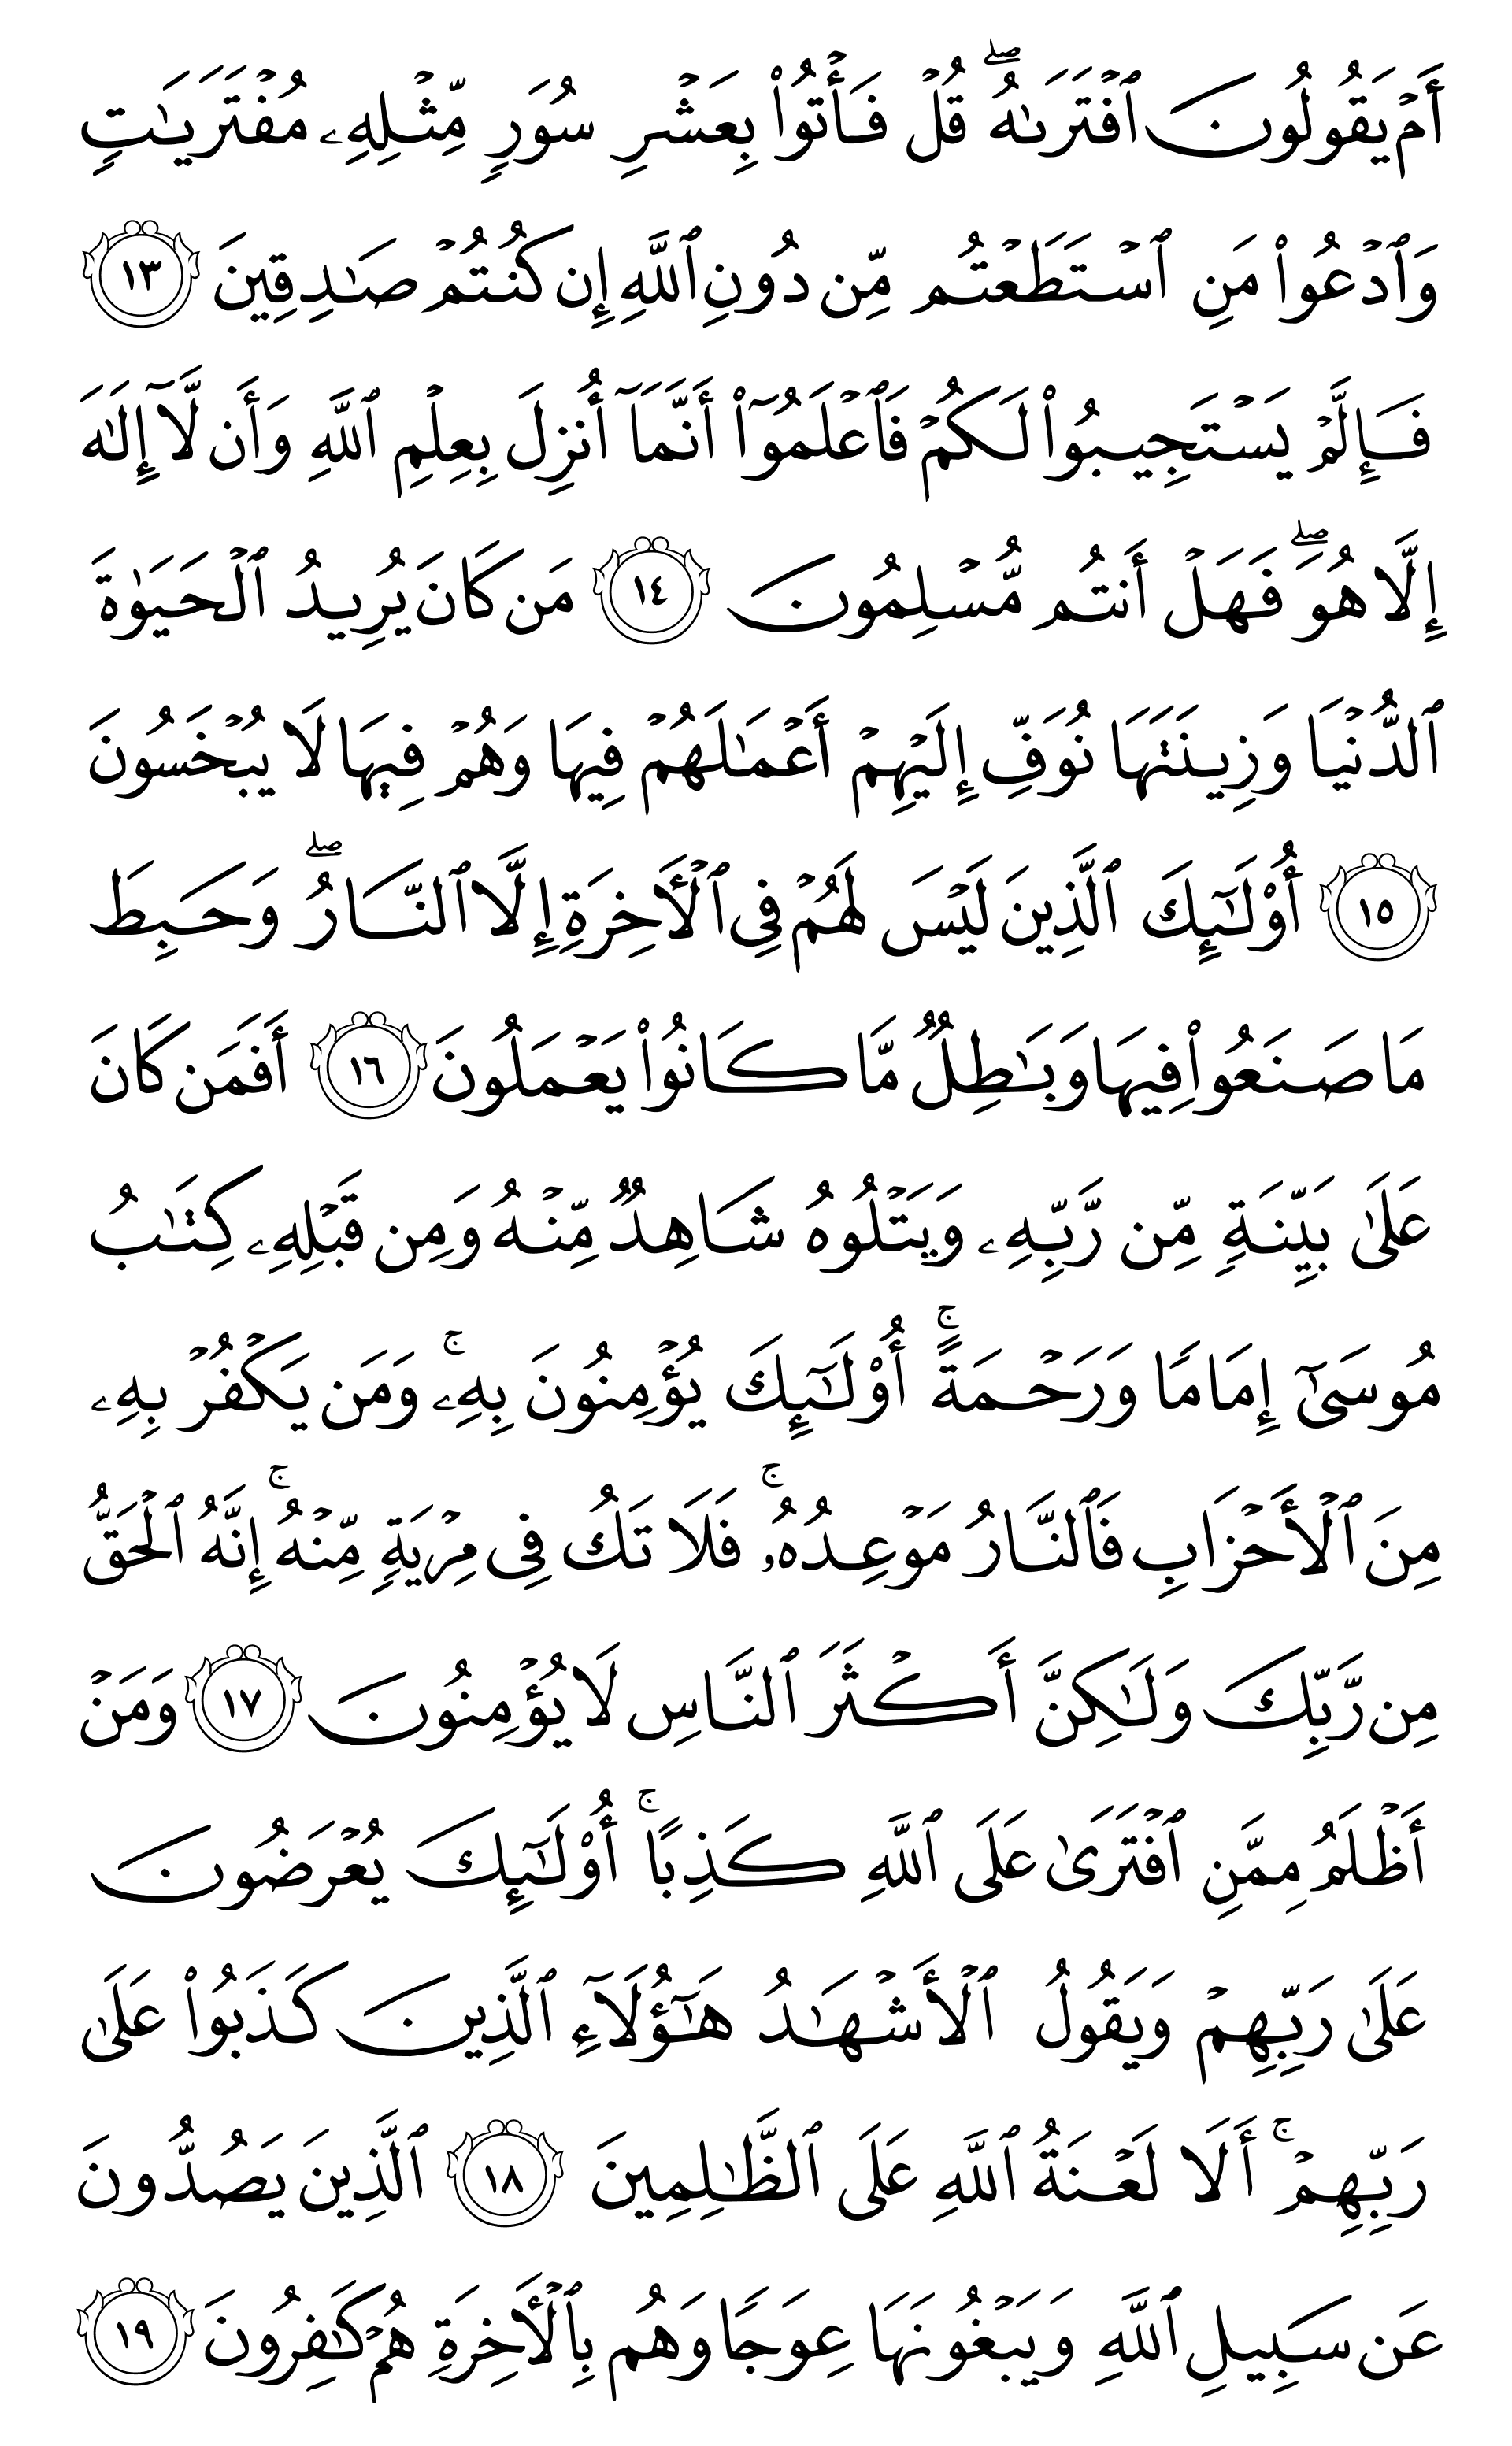 أَمۡ يَقُولُونَ ٱفۡتَرَىٰهُۖ قُلۡ فَأۡتُواْ بِعَشۡرِ سُوَرٖ مِّثۡلِهِۦ مُفۡتَرَيَٰتٖ
وَٱدۡعُواْ مَنِ ٱسۡتَطَعۡتُم مِّن دُونِ ٱللَّهِ إِن كُنتُمۡ صَٰدِقِينَ ١٣
فَإِلَّمۡ يَسۡتَجِيبُواْ لَكُمۡ فَٱعۡلَمُوٓاْ أَنَّمَآ أُنزِلَ بِعِلۡمِ ٱللَّهِ وَأَن لَّآ إِلَٰهَ
إِلَّا هُوَۖ فَهَلۡ أَنتُم مُّسۡلِمُونَ ١٤ مَن كَانَ يُرِيدُ ٱلۡحَيَوٰةَ
ٱلدُّنۡيَا وَزِينَتَهَا نُوَفِّ إِلَيۡهِمۡ أَعۡمَٰلَهُمۡ فِيهَا وَهُمۡ فِيهَا لَا يُبۡخَسُونَ
١٥ أُوْلَٰٓئِكَ ٱلَّذِينَ لَيۡسَ لَهُمۡ فِي ٱلۡأٓخِرَةِ إِلَّا ٱلنَّارُۖ وَحَبِطَ
مَا صَنَعُواْ فِيهَا وَبَٰطِلٞ مَّا كَانُواْ يَعۡمَلُونَ ١٦ أَفَمَن كَانَ
عَلَىٰ بَيِّنَةٖ مِّن رَّبِّهِۦ وَيَتۡلُوهُ شَاهِدٞ مِّنۡهُ وَمِن قَبۡلِهِۦ كِتَٰبُ
مُوسَىٰٓ إِمَامٗا وَرَحۡمَةًۚ أُوْلَٰٓئِكَ يُؤۡمِنُونَ بِهِۦۚ وَمَن يَكۡفُرۡ بِهِۦ
مِنَ ٱلۡأَحۡزَابِ فَٱلنَّارُ مَوۡعِدُهُۥۚ فَلَا تَكُ فِي مِرۡيَةٖ مِّنۡهُۚ إِنَّهُ ٱلۡحَقُّ
مِن رَّبِّكَ وَلَٰكِنَّ أَكۡثَرَ ٱلنَّاسِ لَا يُؤۡمِنُونَ ١٧ وَمَنۡ
أَظۡلَمُ مِمَّنِ ٱفۡتَرَىٰ عَلَى ٱللَّهِ كَذِبًاۚ أُوْلَٰٓئِكَ يُعۡرَضُونَ
عَلَىٰ رَبِّهِمۡ وَيَقُولُ ٱلۡأَشۡهَٰدُ هَٰٓؤُلَآءِ ٱلَّذِينَ كَذَبُواْ عَلَىٰ
رَبِّهِمۡۚ أَلَا لَعۡنَةُ ٱللَّهِ عَلَى ٱلظَّٰلِمِينَ ١٨ ٱلَّذِينَ يَصُدُّونَ
عَن سَبِيلِ ٱللَّهِ وَيَبۡغُونَهَا عِوَجٗا وَهُم بِٱلۡأٓخِرَةِ هُمۡ كَٰفِرُونَ ١٩